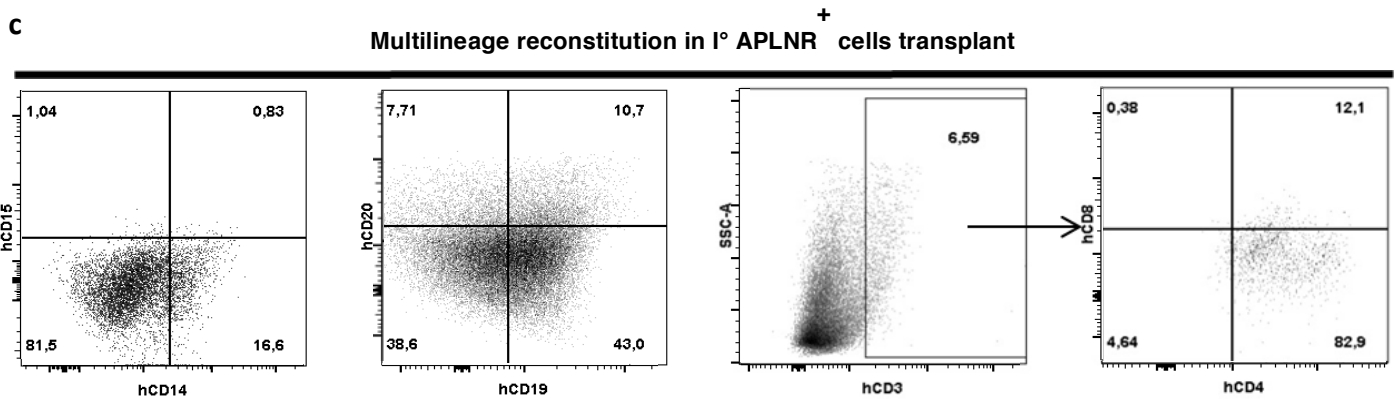 c
Multilineage reconstitution in I° APLNR+ cells transplant
1,04
0,83
hCD15
81,5
16,6
hCD14
7,71
10,7
hCD20
38,6
43,0
hCD19
6,59
SSC-A
hCD3
0,38
12,1
hCD8
4,64
82,9
hCD4